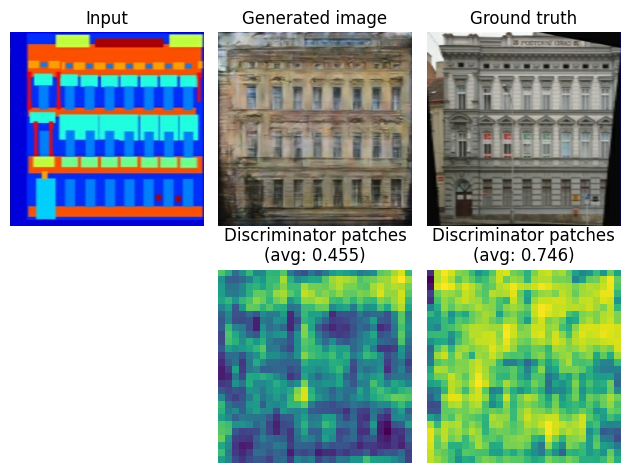 Input
Generated image
Ground truth
Discriminator patches
(avg: 0.455)
Discriminator patches
(avg: 0.746)